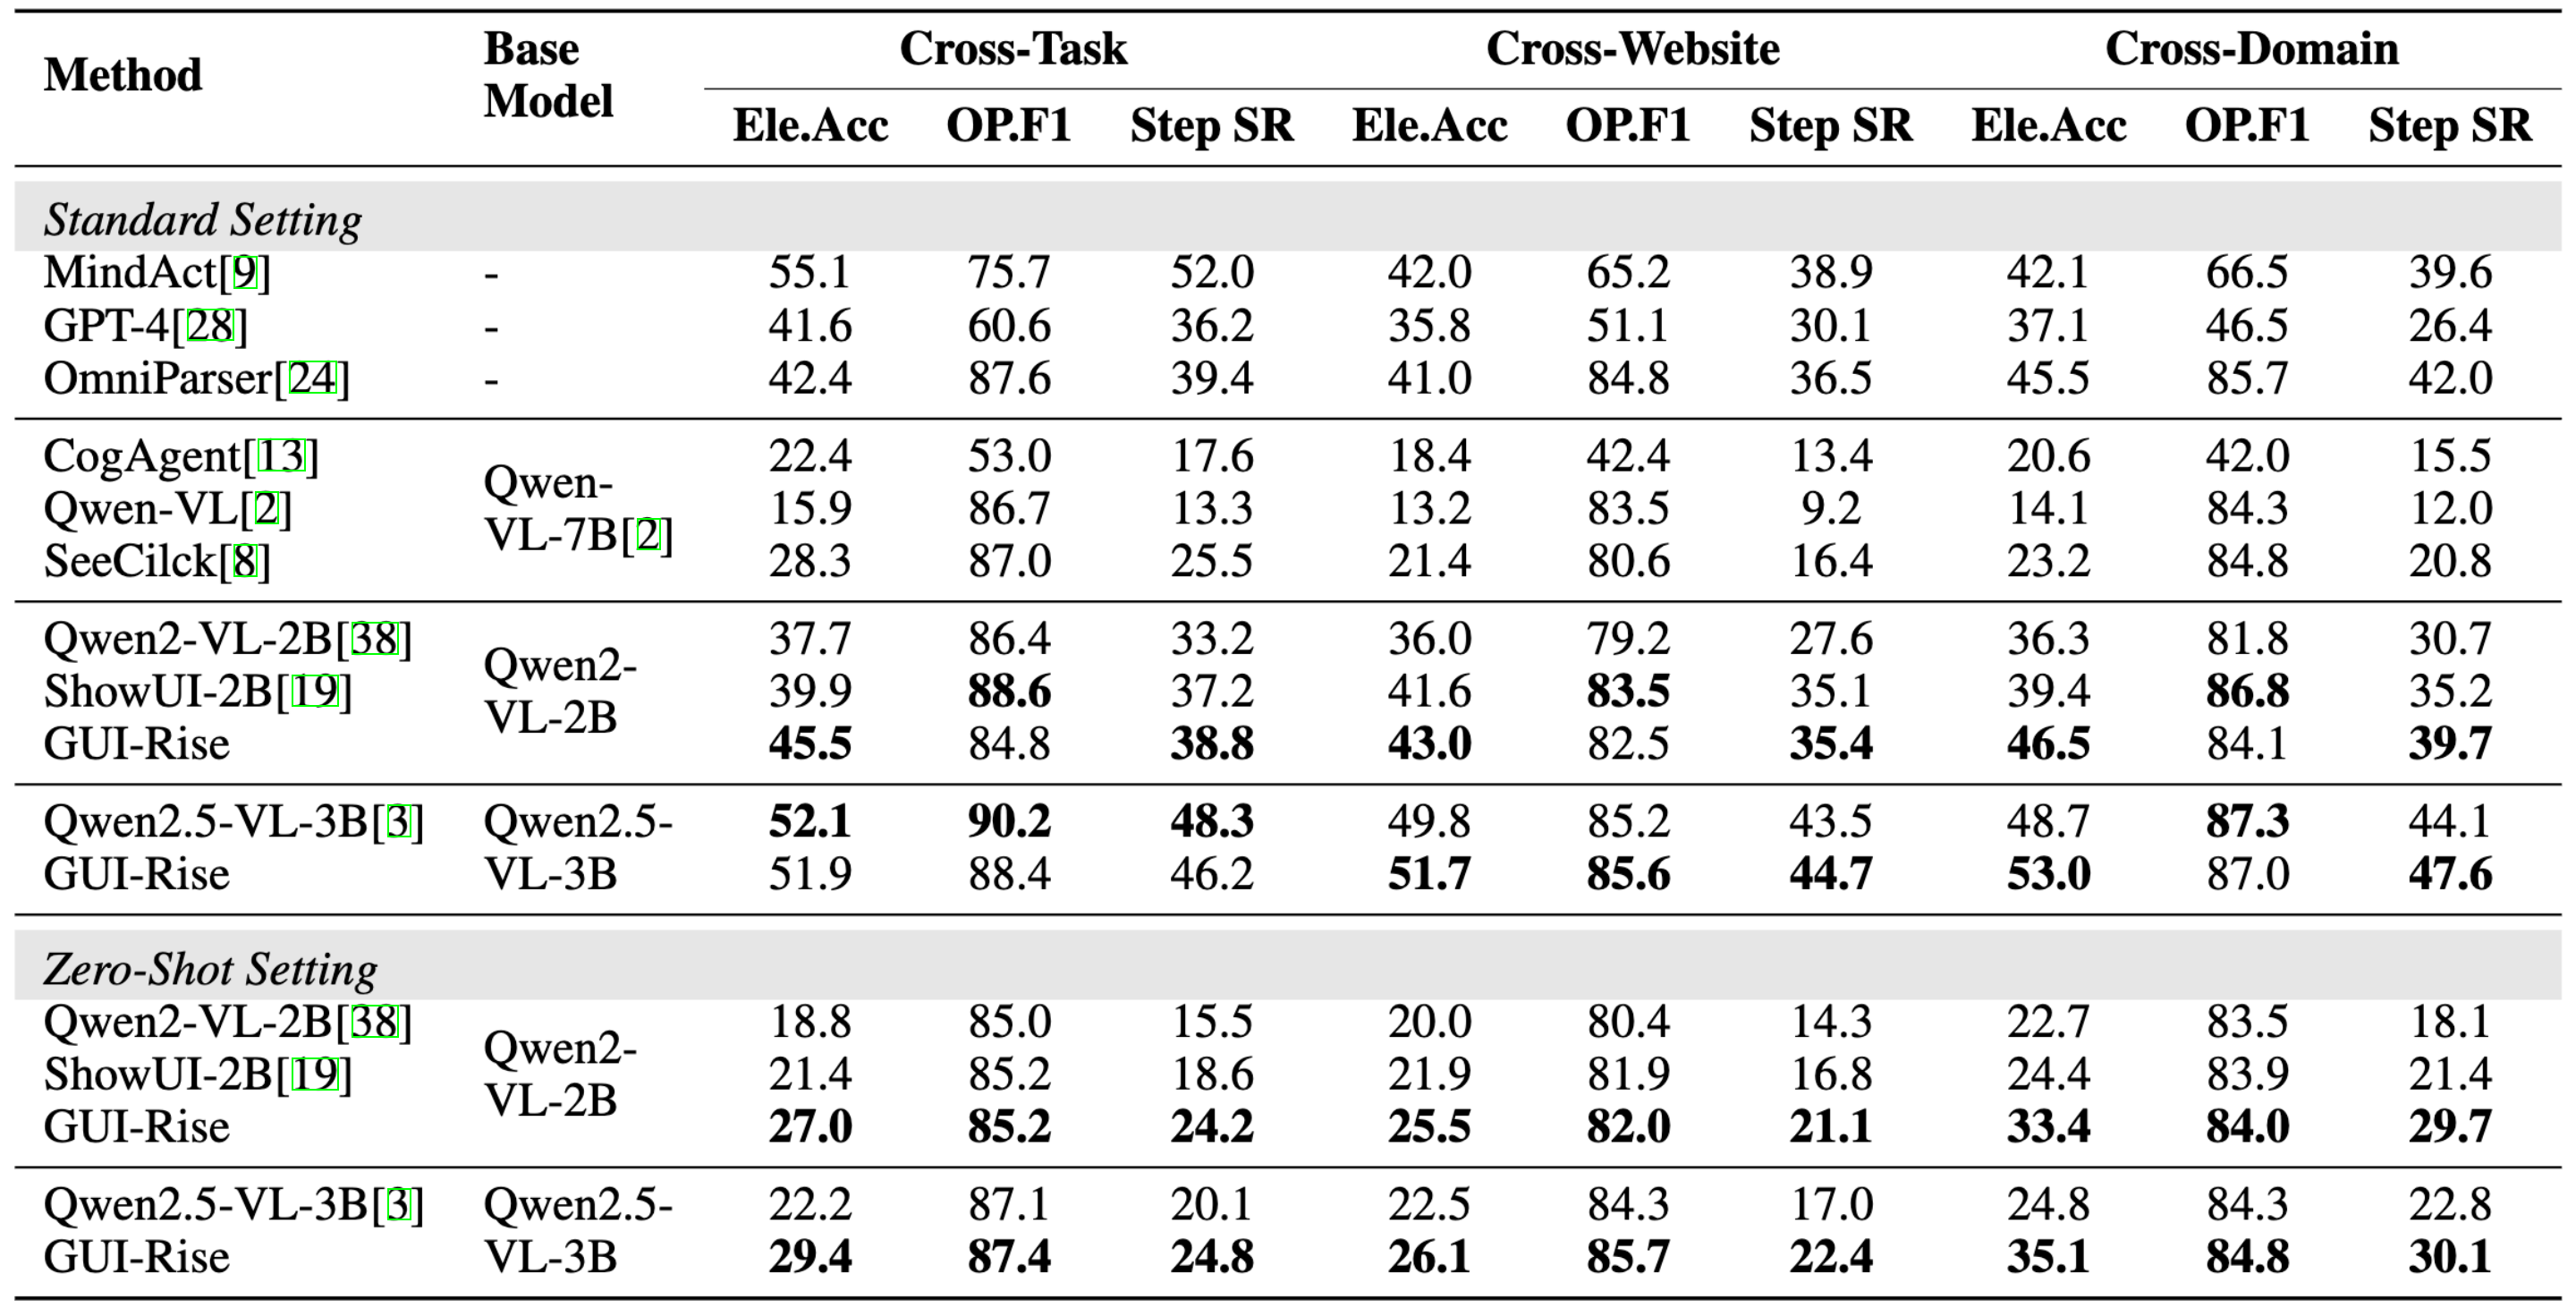 Method Base Model Cross-Task Cross-Website Cross-Domain
Ele.Acc OP.F1 Step SR Ele.Acc OP.F1 Step SR Ele.Acc OP.F1 Step SR
Standard Setting
MindAct[9] - 55.1 75.7 52.0 42.0 65.2 38.9 42.1 66.5 39.6
GPT-4[28] - 41.6 60.6 36.2 35.8 51.1 30.1 37.1 46.5 26.4
OmniParser[24] - 42.4 87.6 39.4 41.0 84.8 36.5 45.5 85.7 42.0
Qwen-VL-7B[2]
CogAgent[13] 22.4 53.0 17.6 18.4 42.4 13.4 20.6 42.0 15.5
Qwen-VL[2] 15.9 86.7 13.3 13.2 83.5 9.2 14.1 84.3 12.0
SeeCilck[8] 28.3 87.0 25.5 21.4 80.6 16.4 23.2 84.8 20.8
Qwen2-VL-2B
Qwen2-VL-2B[38] 37.7 86.4 33.2 36.0 79.2 27.6 36.3 81.8 30.7
ShowUI-2B[19] 39.9 88.6 37.2 41.6 83.5 35.1 39.4 86.8 35.2
GUI-Rise 45.5 84.8 38.8 43.0 82.5 35.4 46.5 84.1 39.7
Qwen2.5-VL-3B[3] Qwen2.5- 52.1 90.2 48.3 49.8 85.2 43.5 48.7 87.3 44.1
GUI-Rise VL-3B 51.9 88.4 46.2 51.7 85.6 44.7 53.0 87.0 47.6
Zero-Shot Setting
Qwen2-VL-2B
Qwen2-VL-2B[38] 18.8 85.0 15.5 20.0 80.4 14.3 22.7 83.5 18.1
ShowUI-2B[19] 21.4 85.2 18.6 21.9 81.9 16.8 24.4 83.9 21.4
GUI-Rise 27.0 85.2 24.2 25.5 82.0 21.1 33.4 84.0 29.7
Qwen2.5-VL-3B[3] Qwen2.5- 22.2 87.1 20.1 22.5 84.3 17.0 24.8 84.3 22.8
GUI-Rise VL-3B 29.4 87.4 24.8 26.1 85.7 22.4 35.1 84.8 30.1